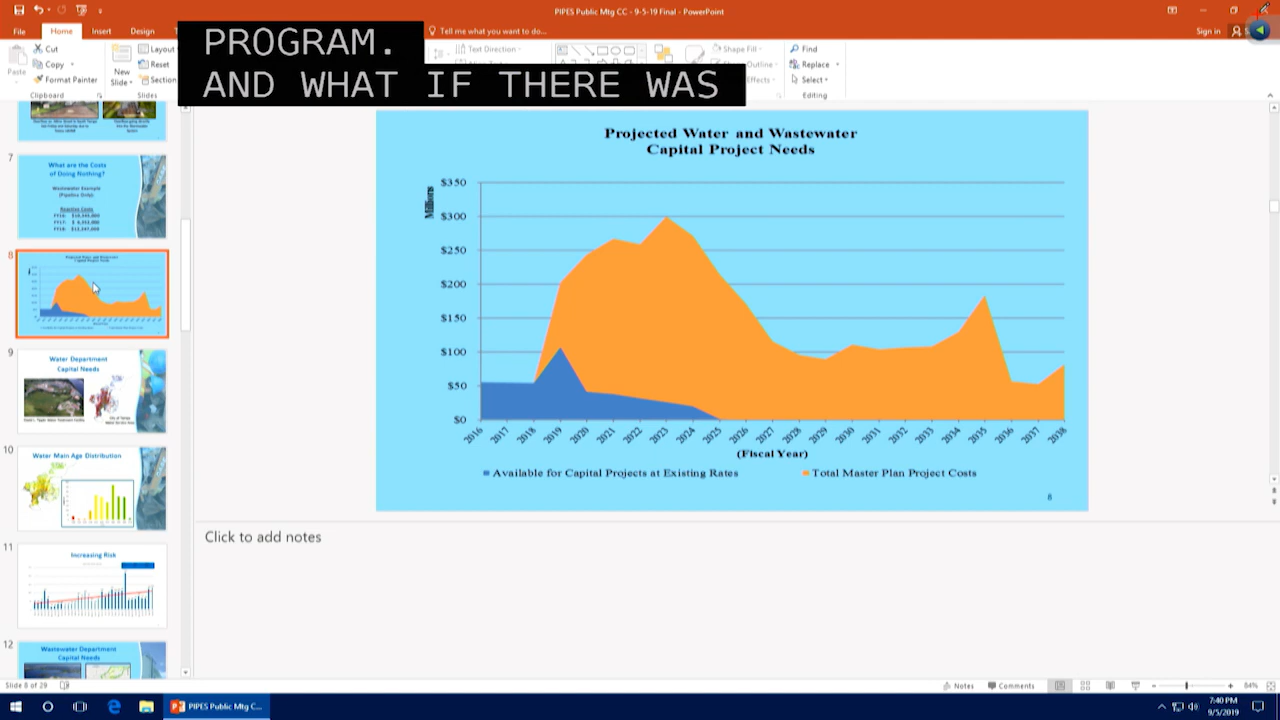 PIPES Public Mtg CC - 9-5-19 Final - PowerPoint
File
Home
Insert
Design
Tell me what you want to do...
Sign in
PROGRAM.
AND WHAT IF THERE WAS
Paste
Cut
Copy
Format Painter
Clipboard
New
Slide
Layout
Reset
Section
Slides
Text Direction
Shape Fill
Outline
Effects
Find
Replace
Select
Editing
7
What are the Costs
of Doing Nothing?
Wastewater Example
(Pipeline Only)
Reactive Costs
8
9
Water Department
Capital Needs
10
Water Main Age Distribution
11
Increasing Risk
12
Wastewater Department
Capital Needs
Projected Water and Wastewater
Capital Project Needs
Millions
$350
$300
$250
$200
$150
$100
$50
$0
2016 2017 2018 2019 2020 2021 2022 2023 2024 2025 2026 2027 2028 2029 2030 2031 2032 2033 2034 2035 2036 2037 2038
(Fiscal Year)
Available for Capital Projects at Existing Rates
Total Master Plan Project Costs
8
Click to add notes
Slide 8 of 29
Notes
Comments
84%
PIPES Public Mtg C...
7:40 PM
9/5/2019